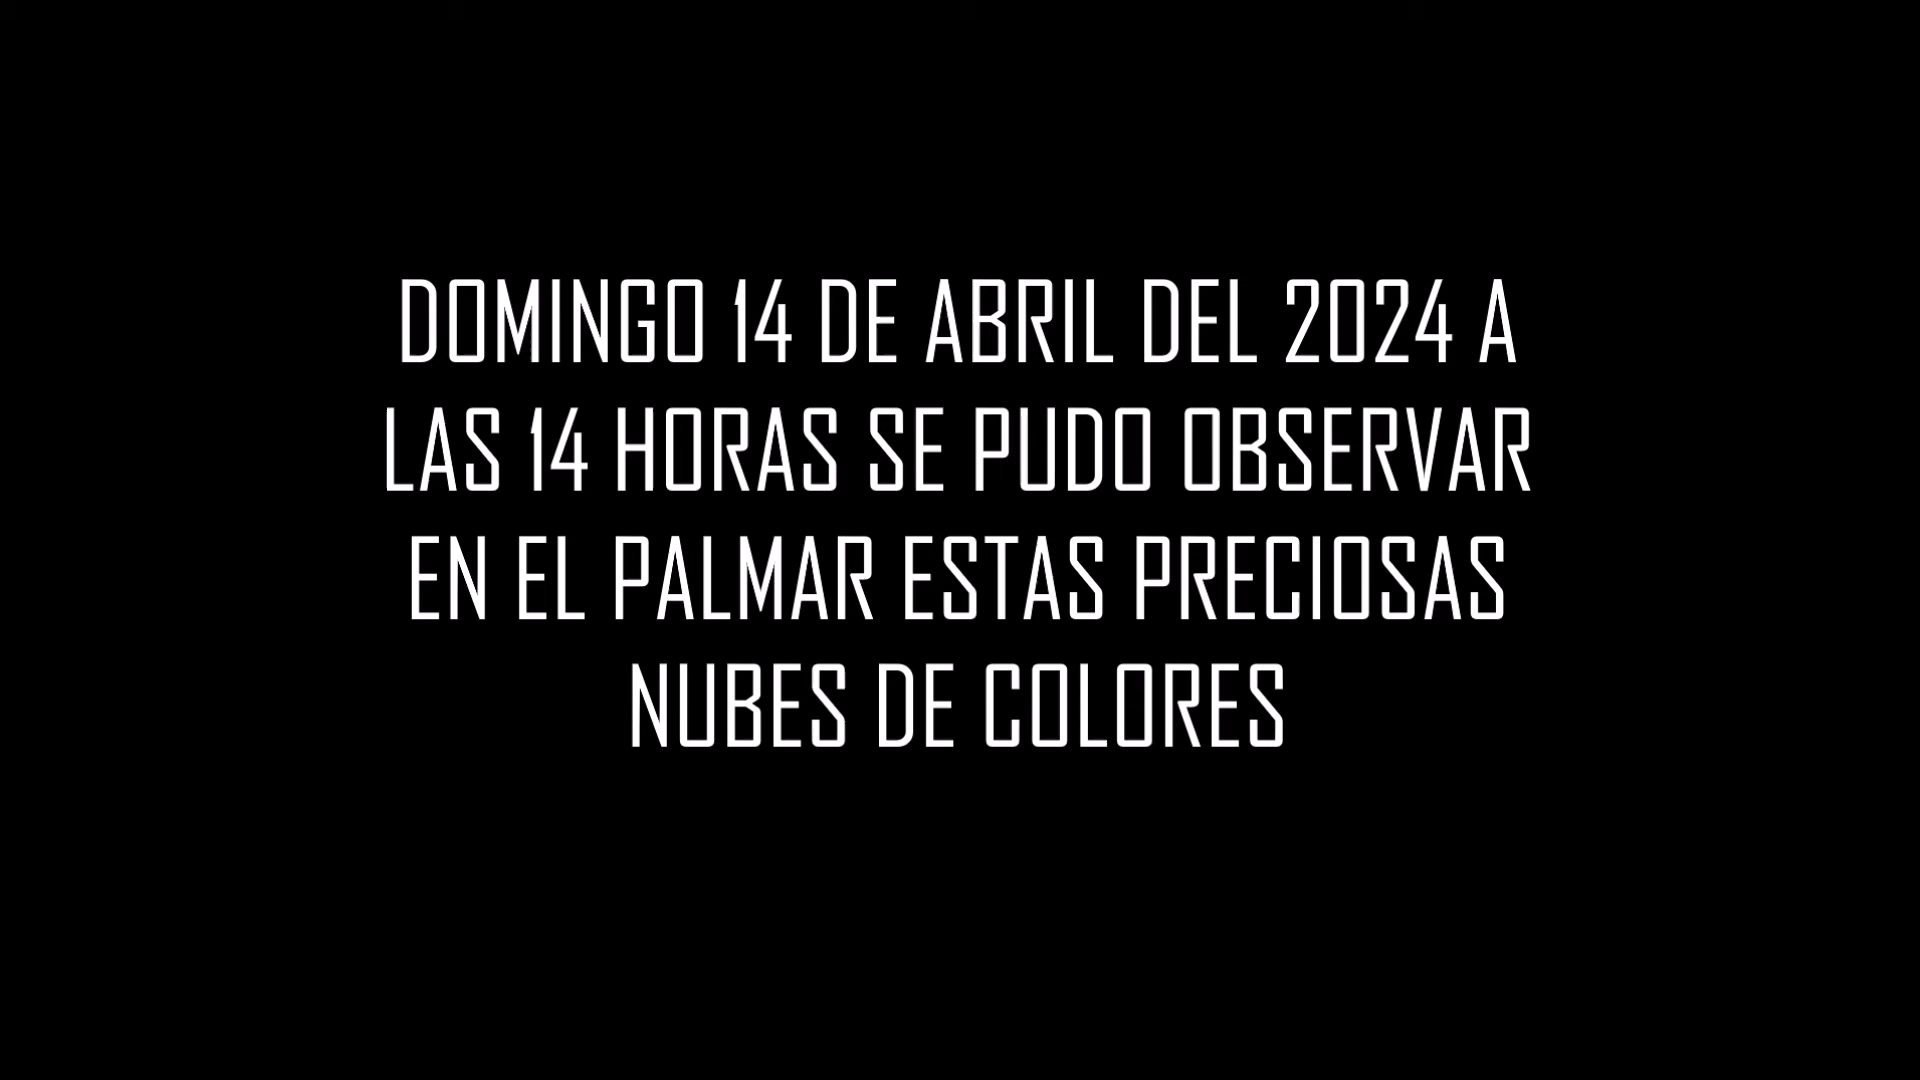 DOMINGO 14 DE ABRIL DEL 2024 A
LAS 14 HORAS SE PUDO OBSERVAR
EN EL PALMAR ESTAS PRECIOSAS
NUBES DE COLORES